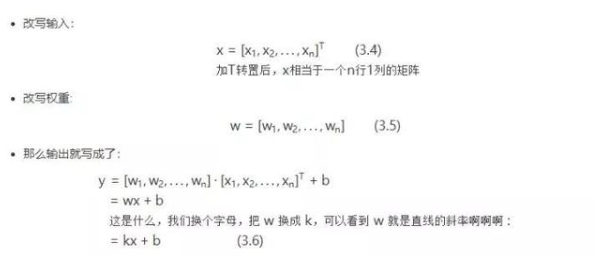 • 改写输入：
x = [x₁, x₂, . . . , xₙ]ᵀ (3.4)
加T转置后，x相当于一个n行1列的矩阵
• 改写权重:
w = [w₁, w₂, . . . , wₙ] (3.5)
• 那么输出就写成了：
y = [w₁, w₂, . . . , wₙ] · [x₁, x₂, . . . , xₙ]ᵀ + b
= wx + b
这是什么，我们换个字母，把 w 换成 k，可以看到 w 就是直线的斜率啊啊啊：
= kx + b (3.6)